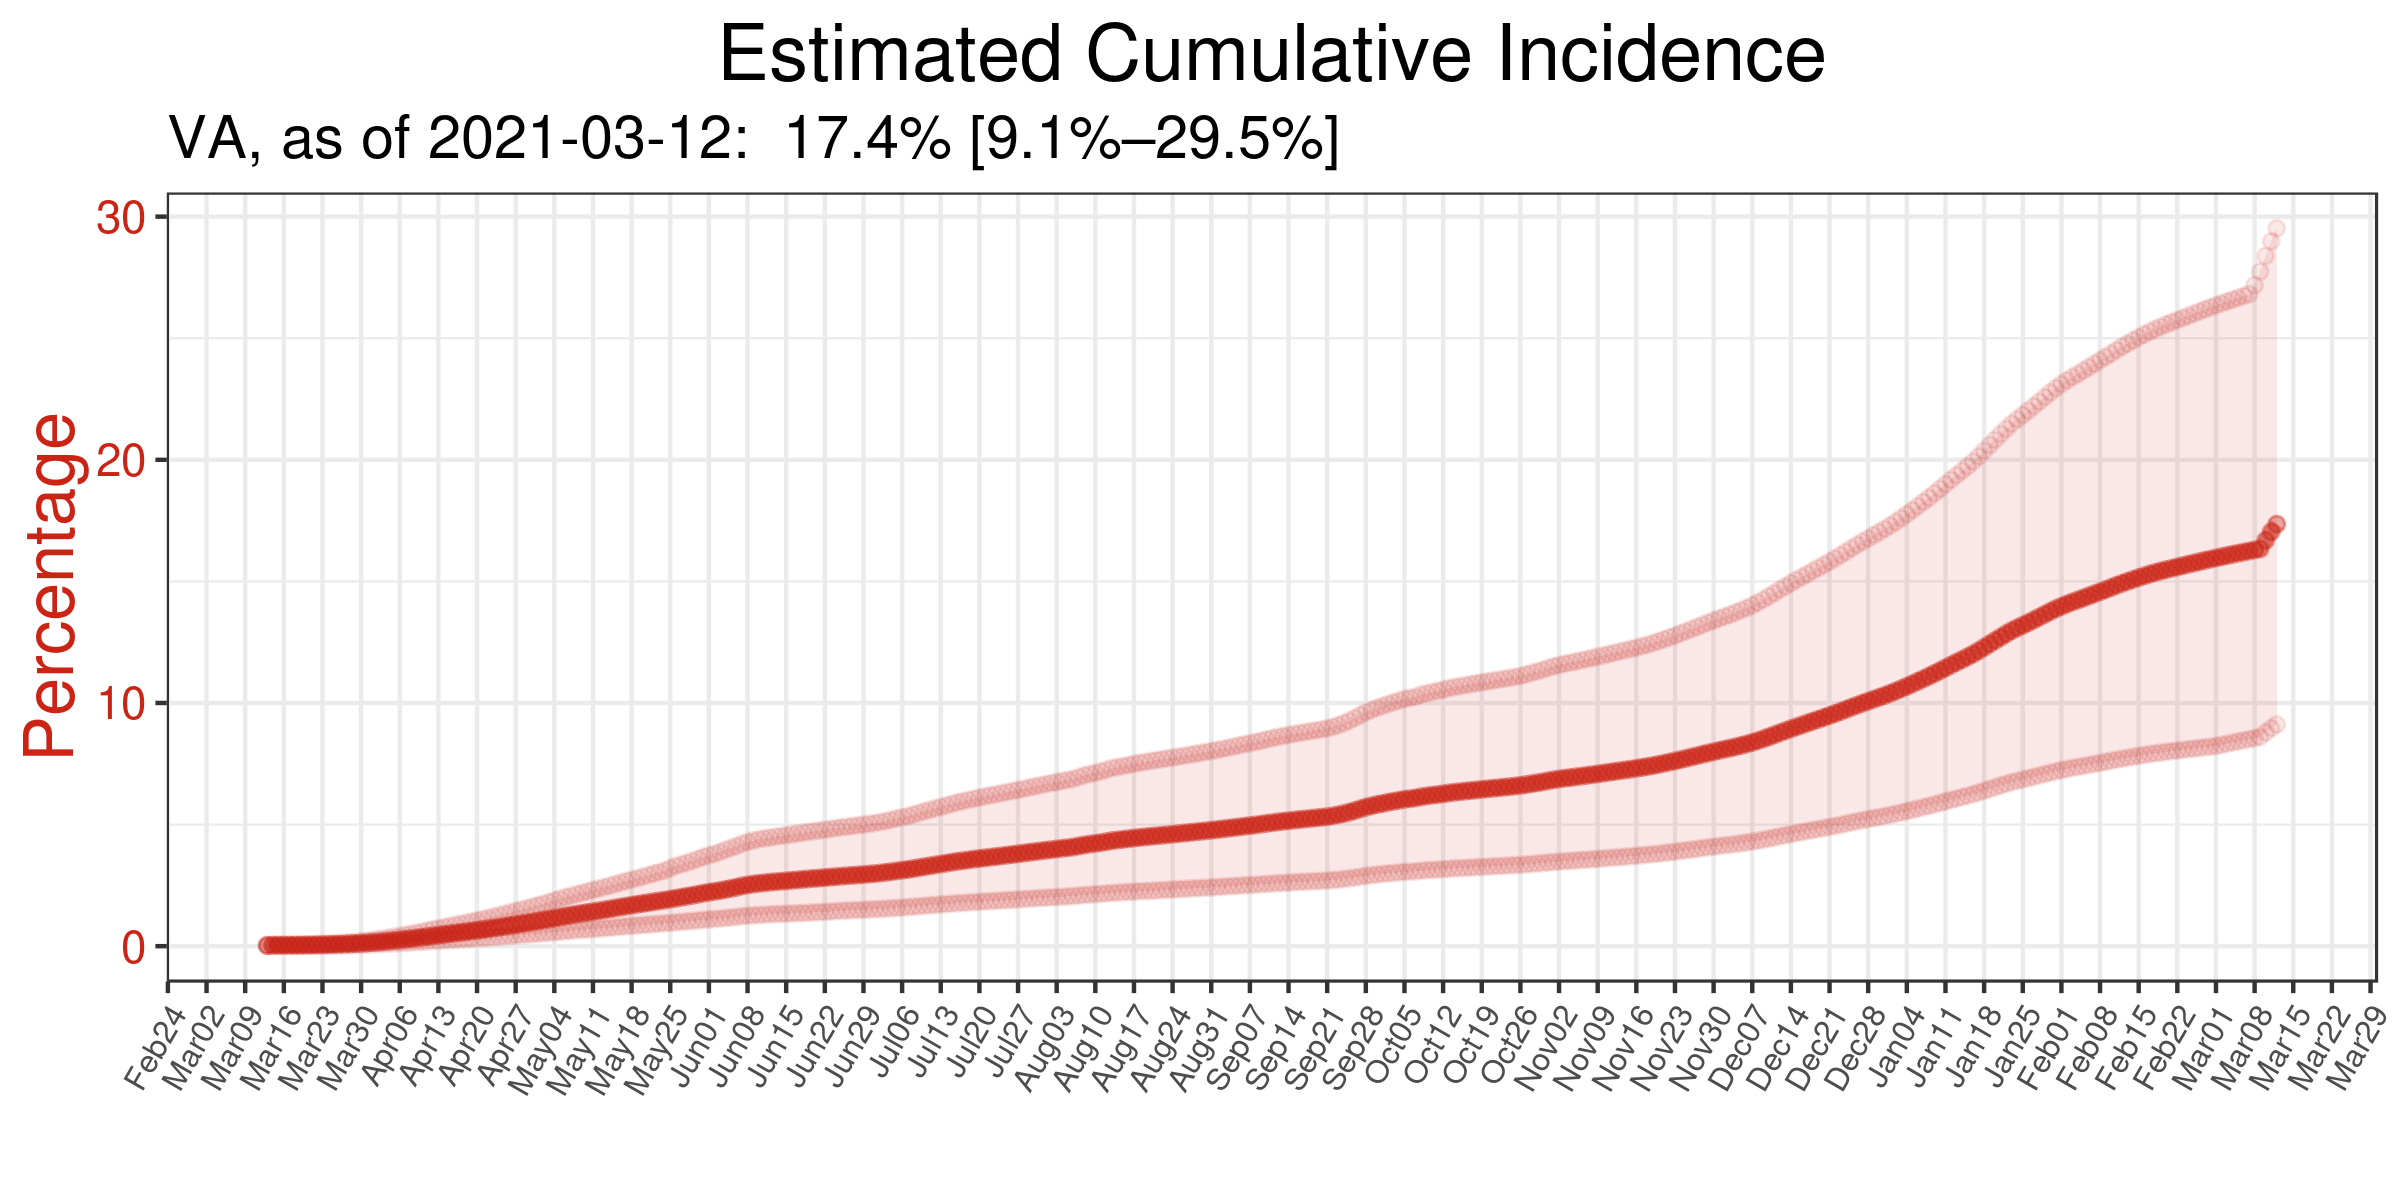 Estimated Cumulative Incidence
VA, as of 2021-03-12:  17.4% [9.1%–29.5%]
Percentage
30
20
10
0
Feb24
Mar02
Mar09
Mar16
Mar23
Mar30
Apr06
Apr13
Apr20
Apr27
May04
May11
May18
May25
Jun01
Jun08
Jun15
Jun22
Jun29
Jul06
Jul13
Jul20
Jul27
Aug03
Aug10
Aug17
Aug24
Aug31
Sep07
Sep14
Sep21
Sep28
Oct05
Oct12
Oct19
Oct26
Nov02
Nov09
Nov16
Nov23
Nov30
Dec07
Dec14
Dec21
Dec28
Jan04
Jan11
Jan18
Jan25
Feb01
Feb08
Feb15
Feb22
Mar01
Mar08
Mar15
Mar22
Mar29